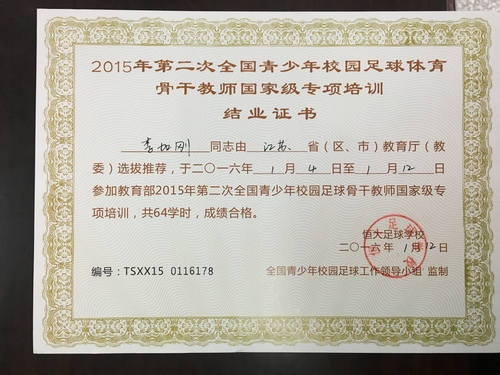 2015年第二次全国青少年校园足球体育
骨干教师国家级专项培训
结业证书
李加刚 同志由 江苏 省（区、市）教育厅（教
委）选拔推荐，于二〇一六年 1 月 4 日至 1 月 12 日
参加教育部2015年第二次全国青少年校园足球骨干教师国家级专
项培训，共64学时，成绩合格。
恒大足球学校
二〇一六年 1月12日
编号：TSXX15 0116178
全国青少年校园足球工作领导小组 监制